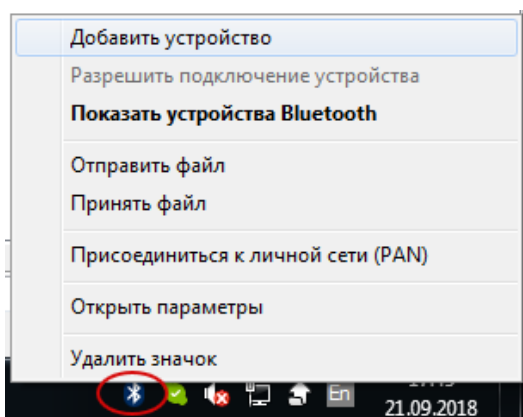 Добавить устройство
Разрешить подключение устройства
Показать устройства Bluetooth
Отправить файл
Принять файл
Присоединиться к личной сети (PAN)
Открыть параметры
Удалить значок
En
21.09.2018